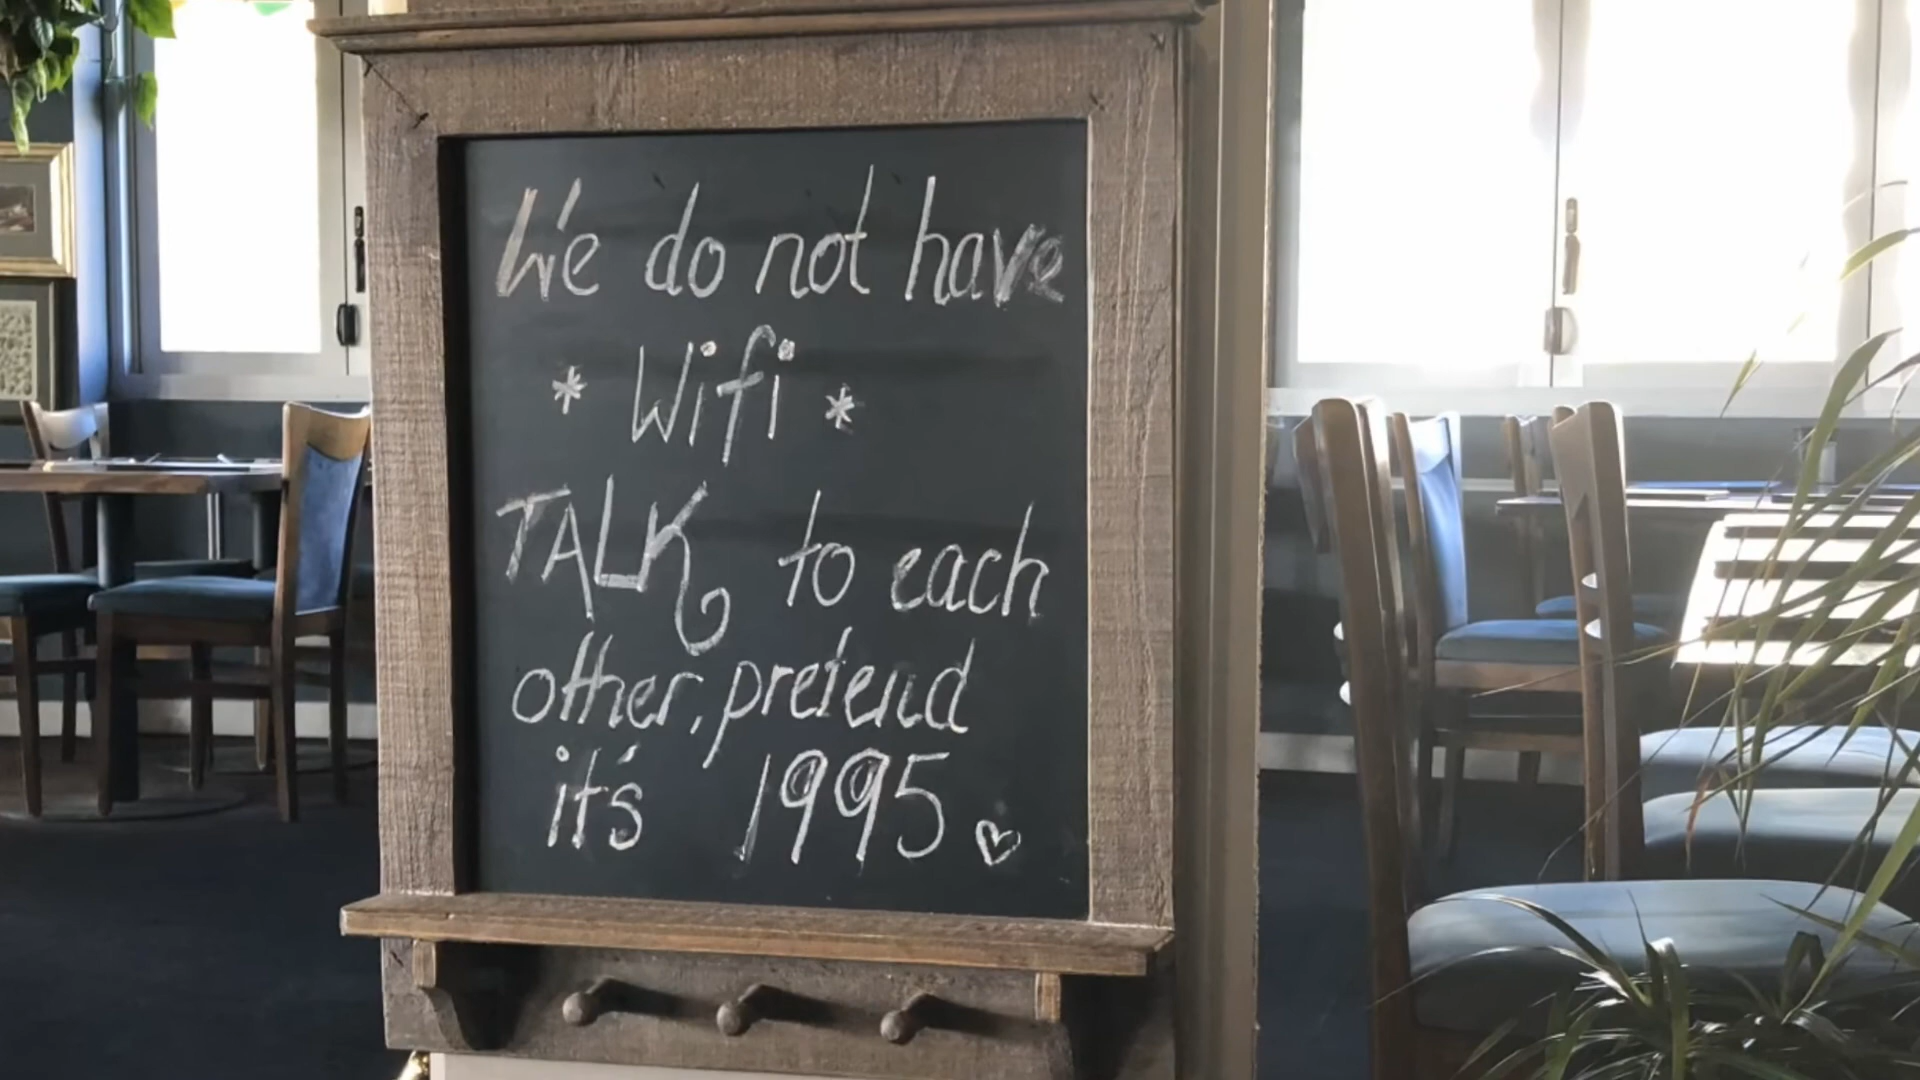 We do not have
* Wifi *
TALK to each
other, pretend
it's 1995 ♡